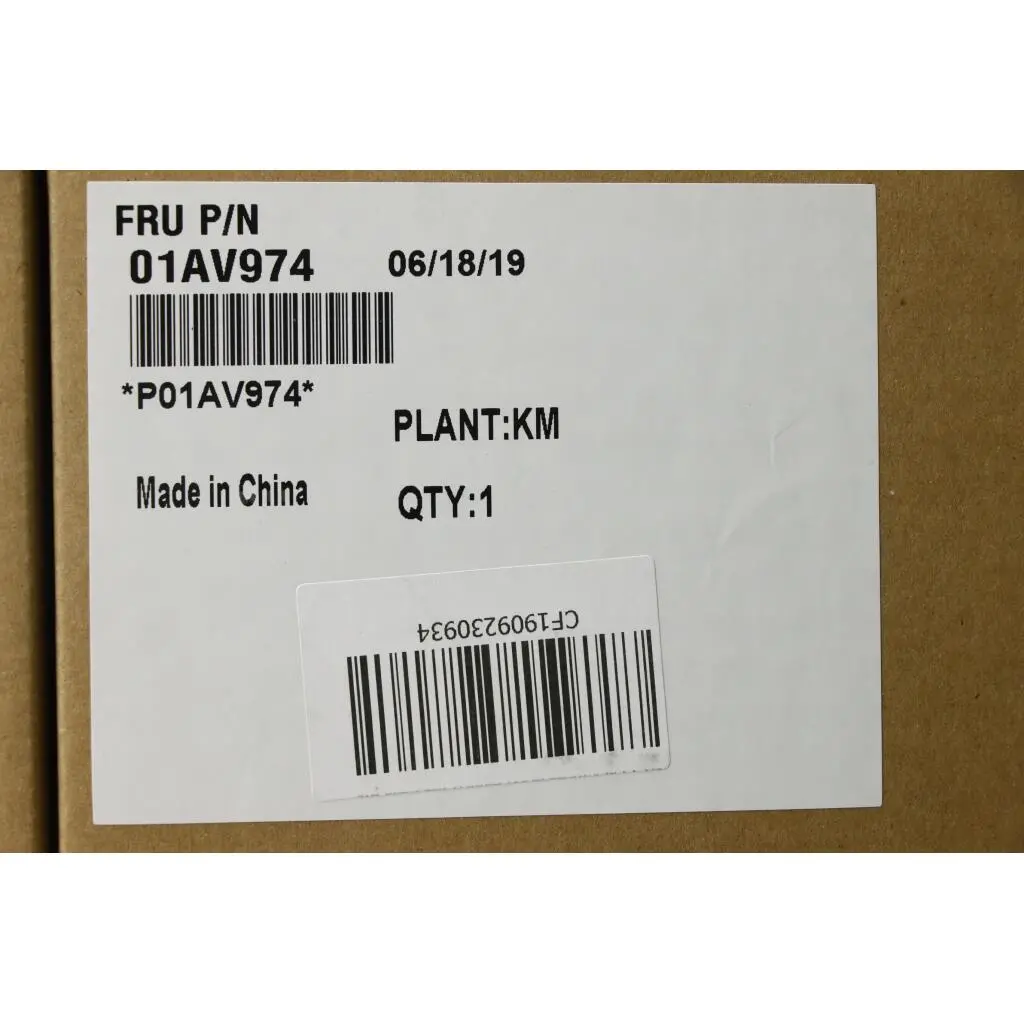 FRU P/N
01AV974 06/18/19
*P01AV974*
PLANT:KM
Made in China QTY:1
CF1909230934